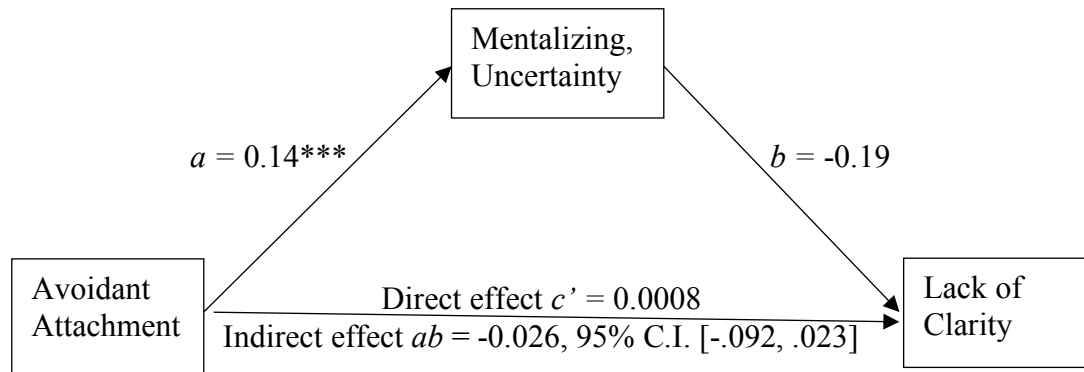 Mentalizing,
Uncertainty
a = 0.14***
b = -0.19
Avoidant
Attachment
Direct effect c’ = 0.0008
Indirect effect ab = -0.026, 95% C.I. [-.092, .023]
Lack of
Clarity